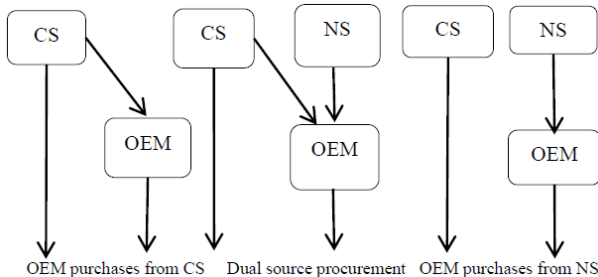 CS CS NS CS NS
OEM OEM OEM
OEM purchases from CS Dual source procurement OEM purchases from NS